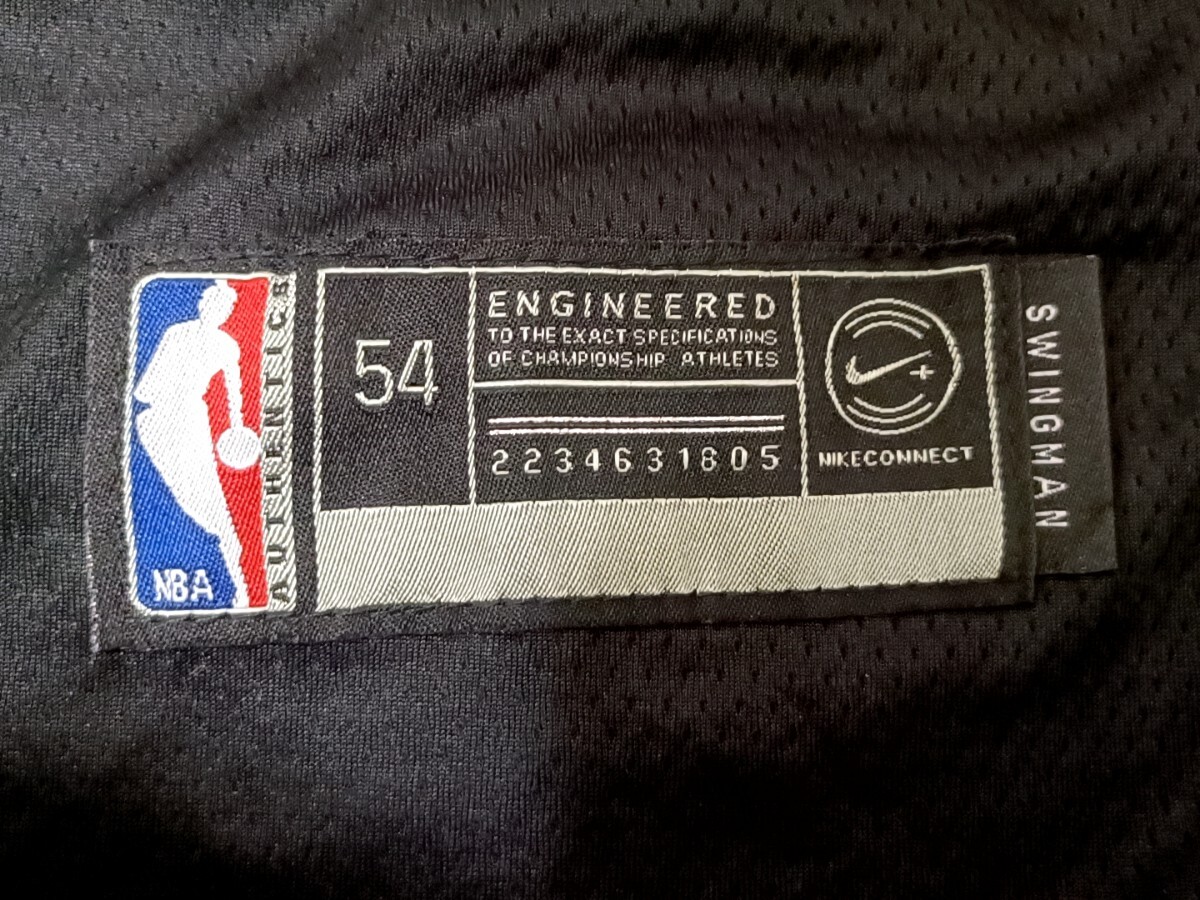 NBA
AUTHENTICS
54
ENGINEERED
TO THE EXACT SPECIFICATIONS
OF CHAMPIONSHIP ATHLETES
2234631805
NIKECONNECT
SWINGMAN